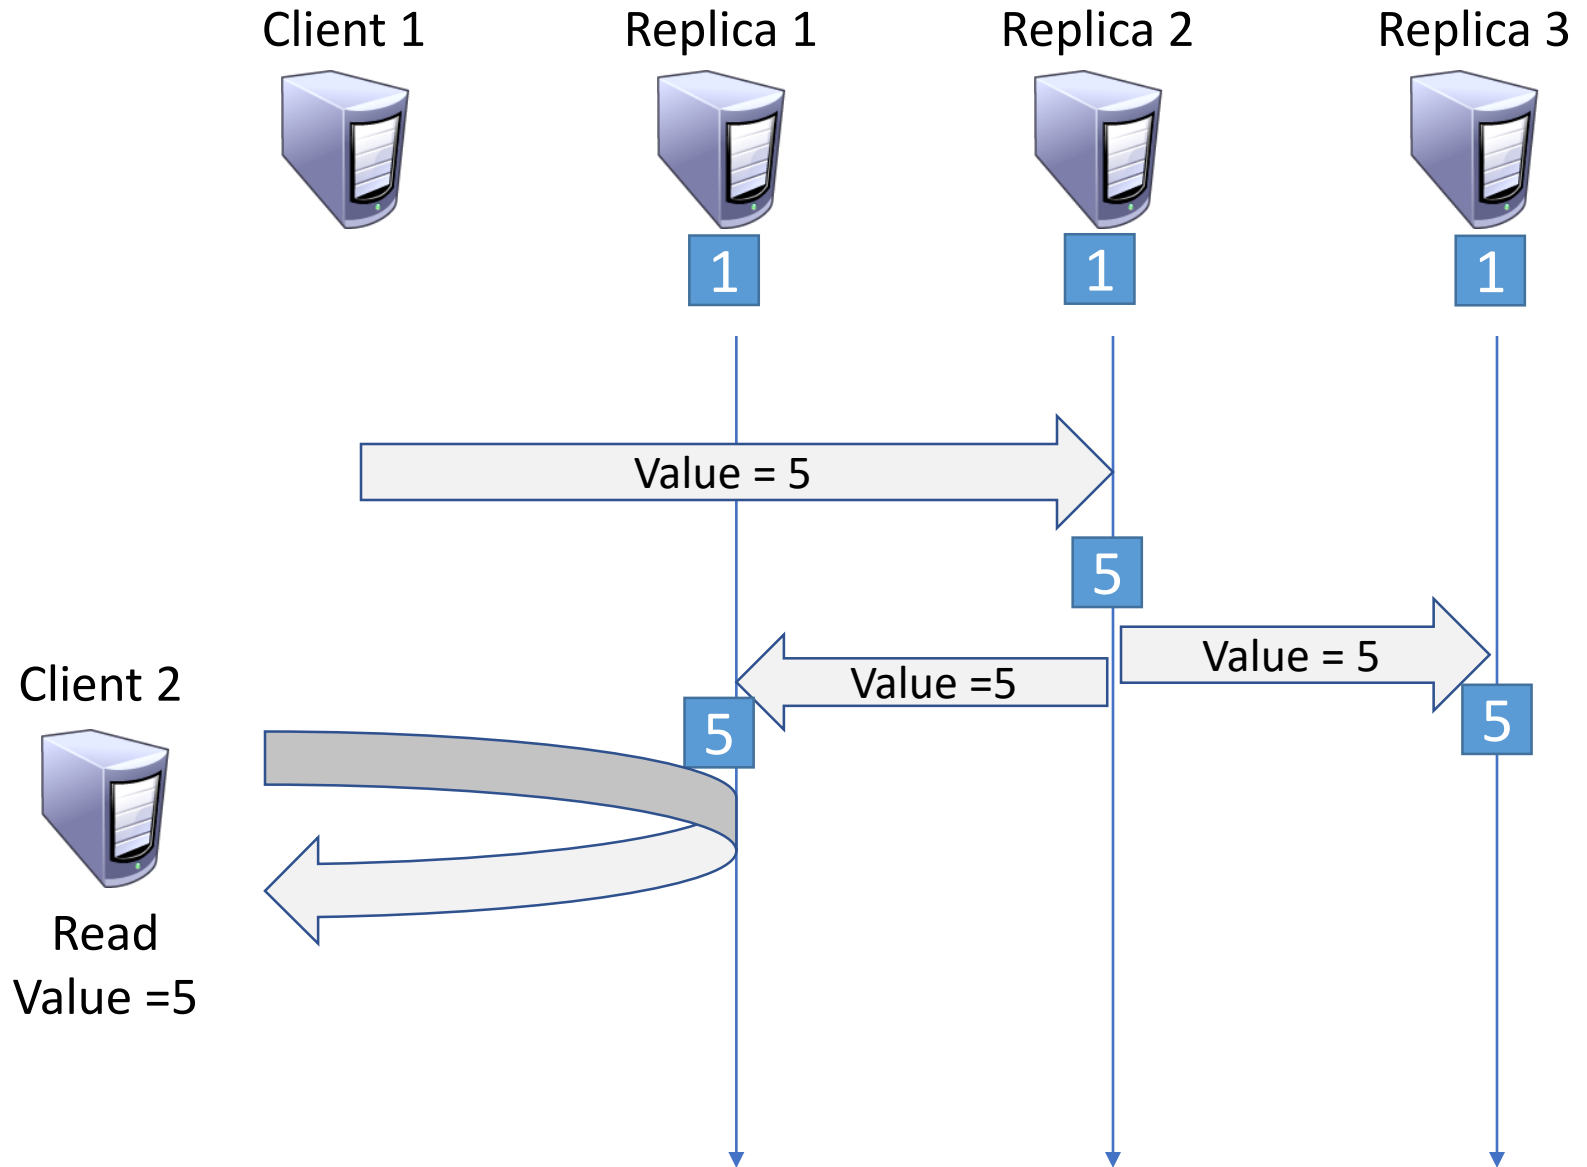 Client 1
Replica 1
Replica 2
Replica 3
1
1
1
Value = 5
5
Value = 5
Value =5
5
5
Client 2
Read
Value =5